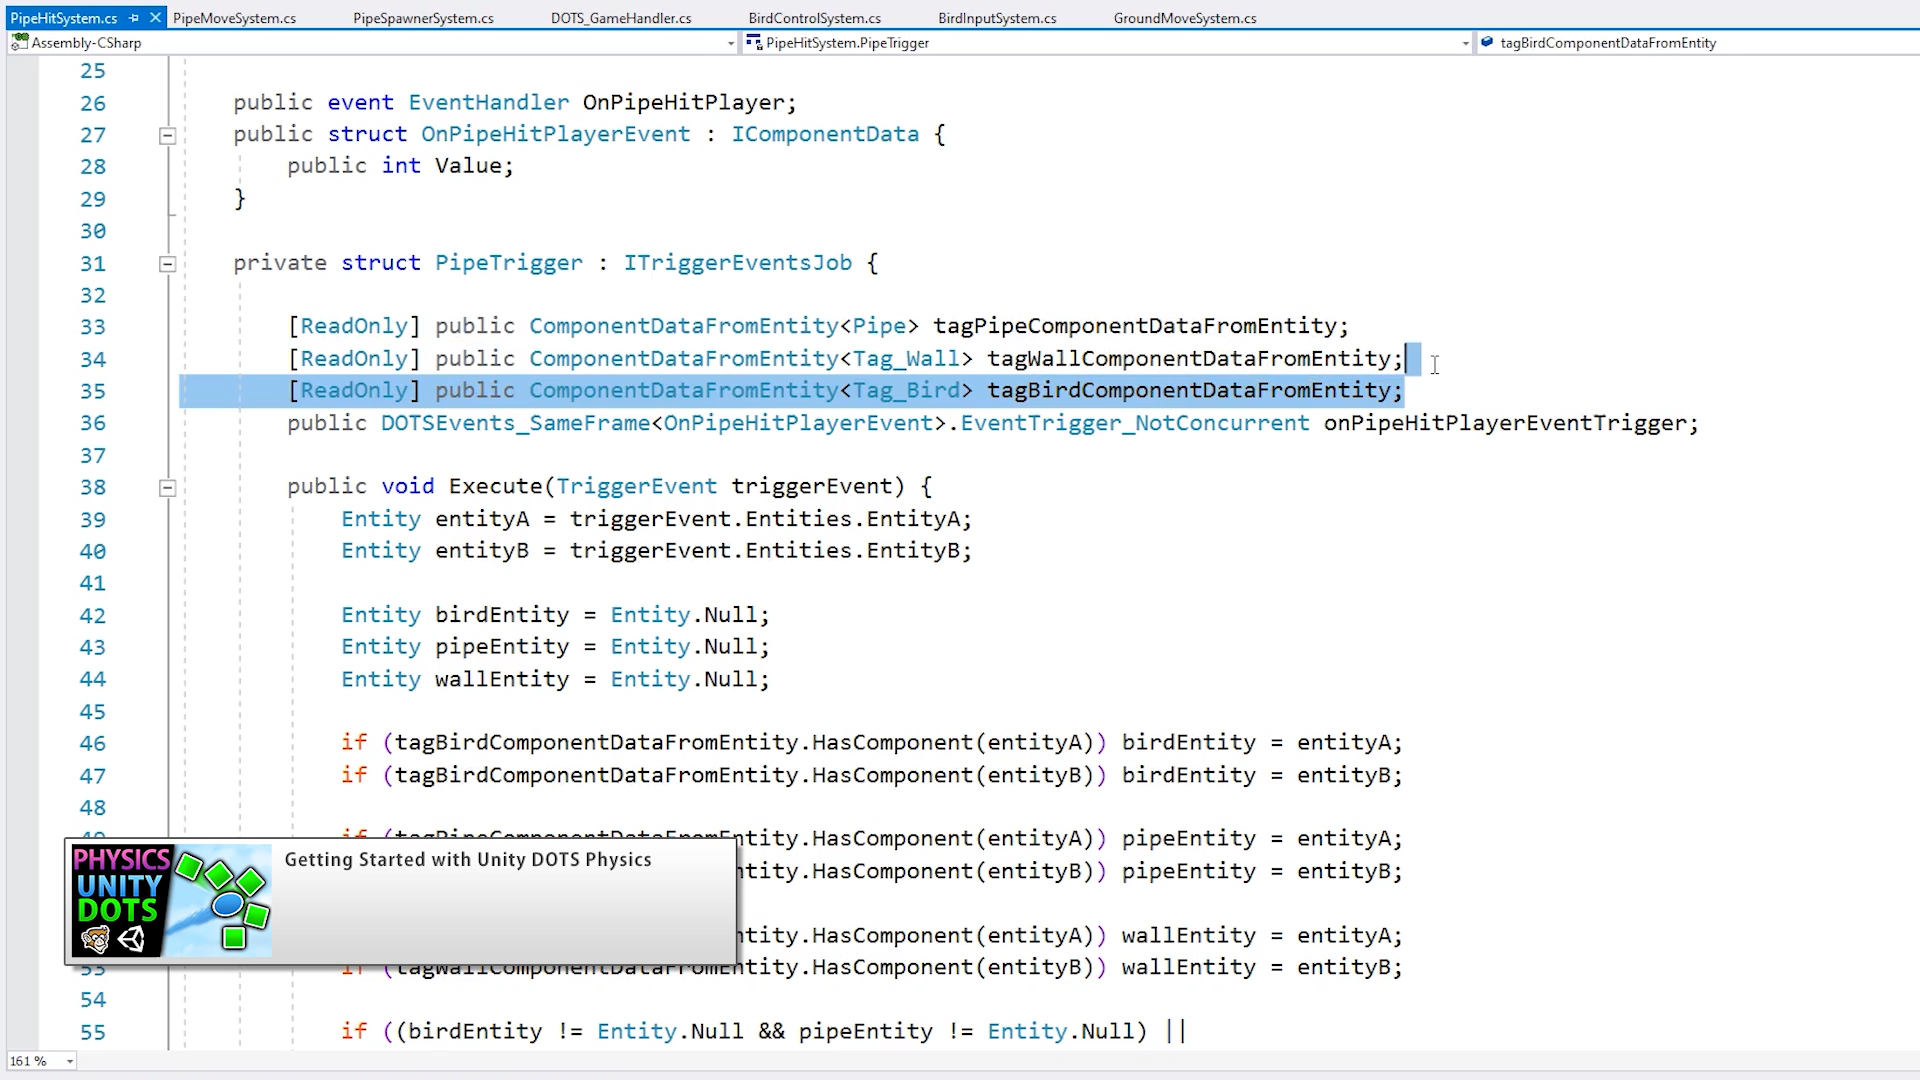 PipeHitSystem.cs PipeMoveSystem.cs PipeSpawnerSystem.cs DOTS_GameHandler.cs BirdControlSystem.cs BirdInputSystem.cs GroundMoveSystem.cs
Assembly-CSharp PipeHitSystem.PipeTrigger tagBirdComponentDataFromEntity
25
26 public event EventHandler OnPipeHitPlayer;
27 public struct OnPipeHitPlayerEvent : IComponentData {
28 public int Value;
29 }
30
31 private struct PipeTrigger : ITriggerEventsJob {
32
33 [ReadOnly] public ComponentDataFromEntity<Pipe> tagPipeComponentDataFromEntity;
34 [ReadOnly] public ComponentDataFromEntity<Tag_Wall> tagWallComponentDataFromEntity;
35 [ReadOnly] public ComponentDataFromEntity<Tag_Bird> tagBirdComponentDataFromEntity;
36 public DOTSEvents_SameFrame<OnPipeHitPlayerEvent>.EventTrigger_NotConcurrent onPipeHitPlayerEventTrigger;
37
38 public void Execute(TriggerEvent triggerEvent) {
39 Entity entityA = triggerEvent.Entities.EntityA;
40 Entity entityB = triggerEvent.Entities.EntityB;
41
42 Entity birdEntity = Entity.Null;
43 Entity pipeEntity = Entity.Null;
44 Entity wallEntity = Entity.Null;
45
46 if (tagBirdComponentDataFromEntity.HasComponent(entityA)) birdEntity = entityA;
47 if (tagBirdComponentDataFromEntity.HasComponent(entityB)) birdEntity = entityB;
48
49 if (tagPipeComponentDataFromEntity.HasComponent(entityA)) pipeEntity = entityA;
ntity.HasComponent(entityB)) pipeEntity = entityB;
ntity.HasComponent(entityA)) wallEntity = entityA;
53 if (tagWallComponentDataFromEntity.HasComponent(entityB)) wallEntity = entityB;
54
55 if ((birdEntity != Entity.Null && pipeEntity != Entity.Null) ||
PHYSICS
UNITY
DOTS
Getting Started with Unity DOTS Physics
161 %